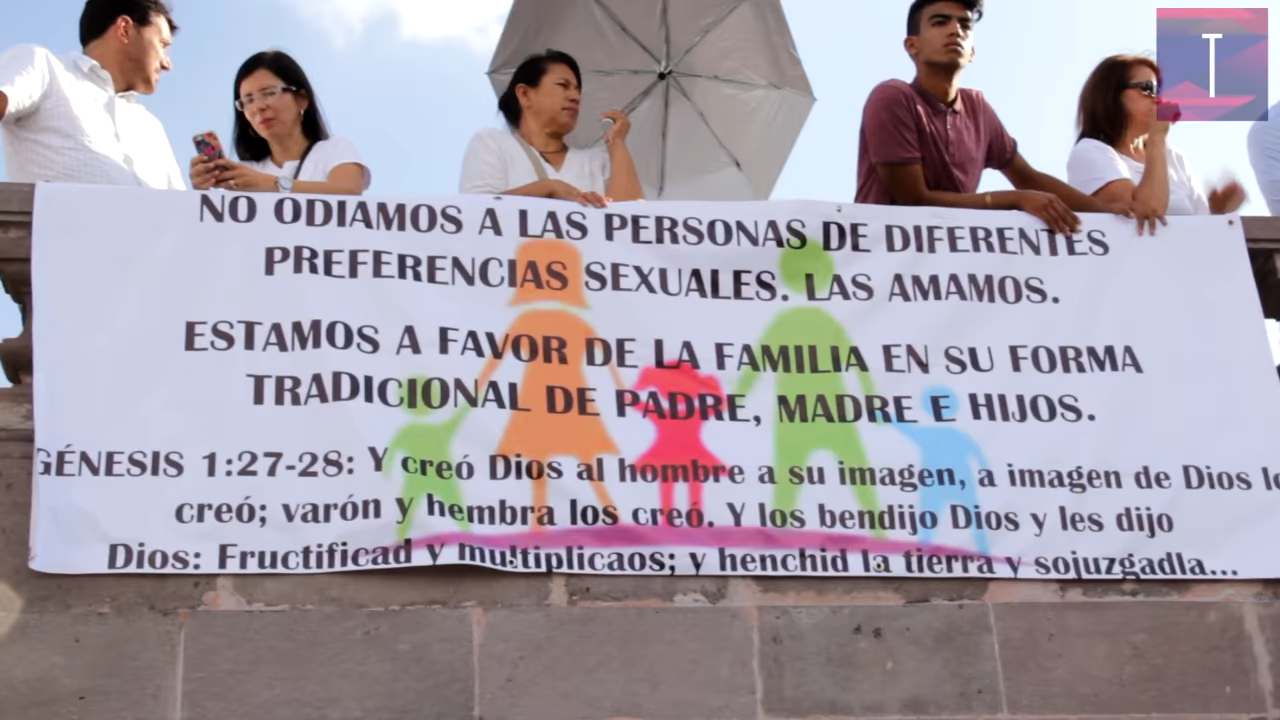 T
NO ODIAMOS A LAS PERSONAS DE DIFERENTES
PREFERENCIAS SEXUALES. LAS AMAMOS.
ESTAMOS A FAVOR DE LA FAMILIA EN SU FORMA
TRADICIONAL DE PADRE, MADRE E HIJOS.
GÉNESIS 1:27-28: Y creó Dios al hombre a su imagen, a imagen de Dios lo
creó; varón y hembra los creó. Y los bendijo Dios y les dijo
Dios: Fructificad y multiplicaos; y henchid la tierra y sojuzgadla...